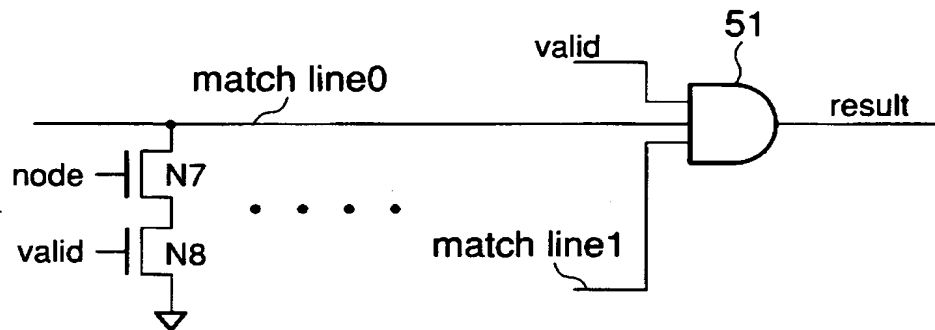 51
valid
match line0
result
node
N7
valid
N8
match line1